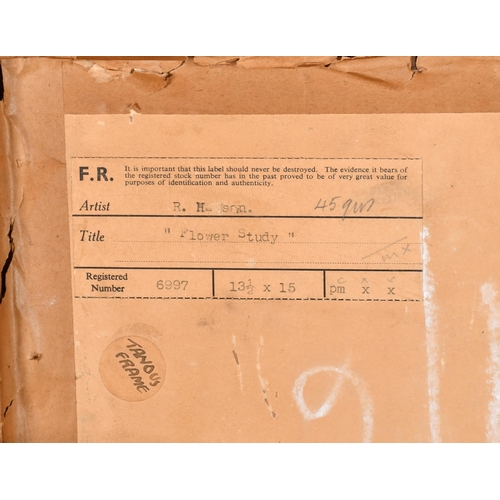 F.R. It is important that this label should never be destroyed. The evidence it bears of
the registered stock number has in the past proved to be of very great value for
purposes of identification and authenticity.
Artist R. 45gns
Title " Flower Study "
Registered
Number 6997 13½ x 15 pm x x
TANOUS
FRAME